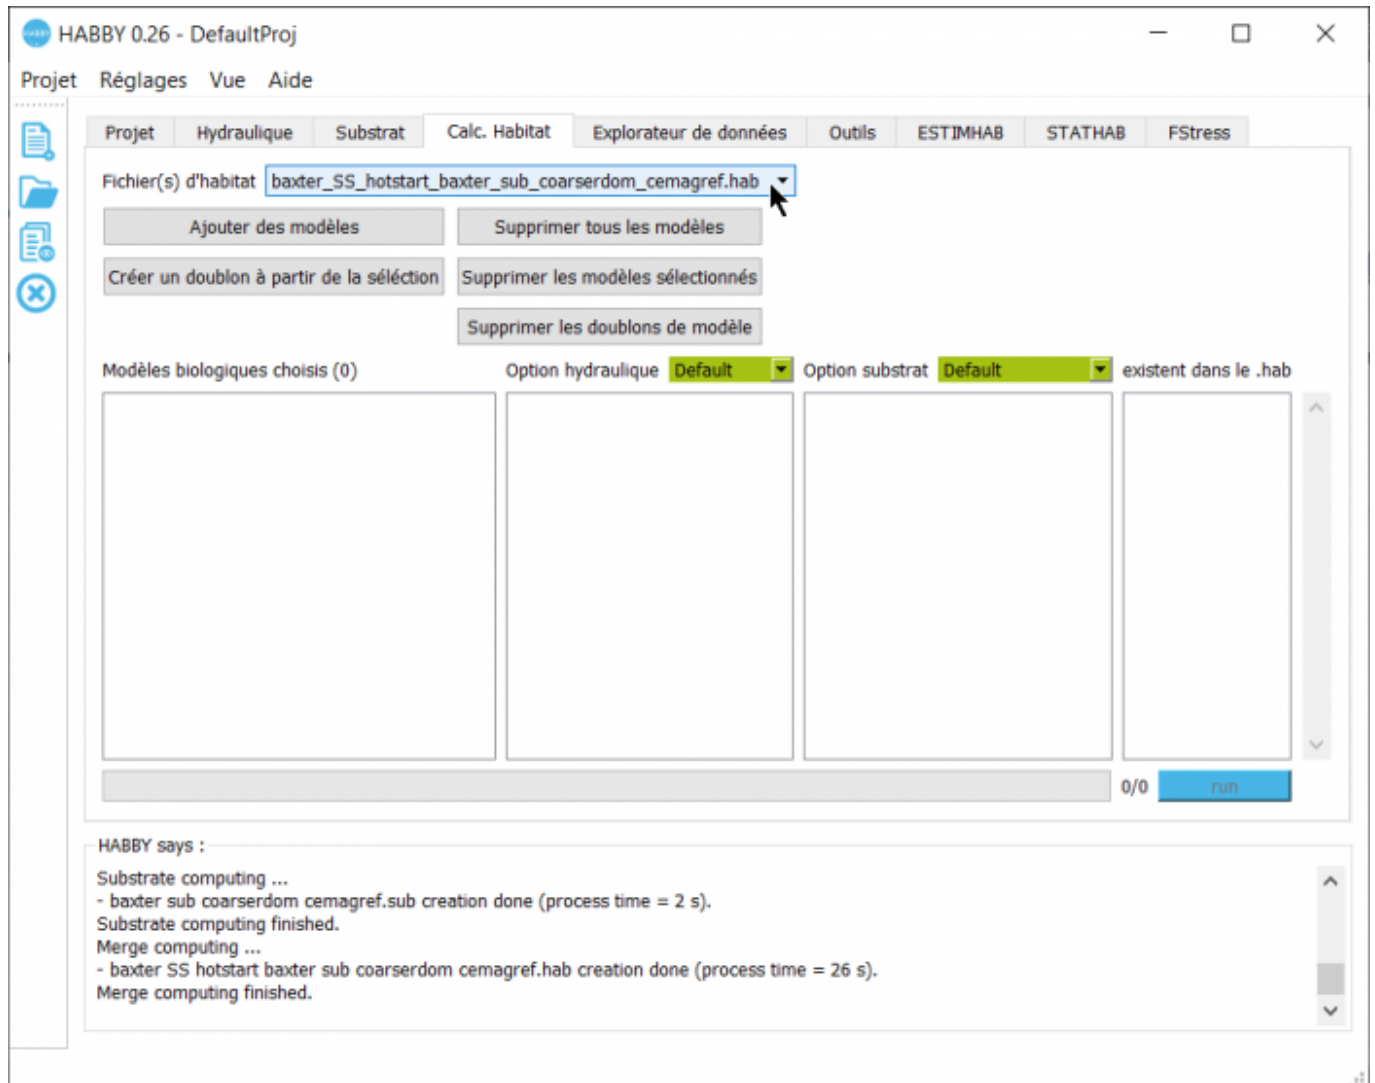 HABBY 0.26 - DefaultProj
Projet Réglages Vue Aide
Projet Hydraulique Substrat Calc. Habitat Explorateur de données Outils ESTIMHAB STATHAB FStress
Fichier(s) d'habitat baxter_SS_hotstart_baxter_sub_coarserdom_cemagref.hab
Ajouter des modèles Supprimer tous les modèles
Créer un doublon à partir de la séléction Supprimer les modèles sélectionnés
Supprimer les doublons de modèle
Modèles biologiques choisis (0) Option hydraulique Default Option substrat Default existent dans le .hab
0/0 run
HABBY says :
Substrate computing ...
- baxter sub coarserdom cemagref.sub creation done (process time = 2 s).
Substrate computing finished.
Merge computing ...
- baxter SS hotstart baxter sub coarserdom cemagref.hab creation done (process time = 26 s).
Merge computing finished.